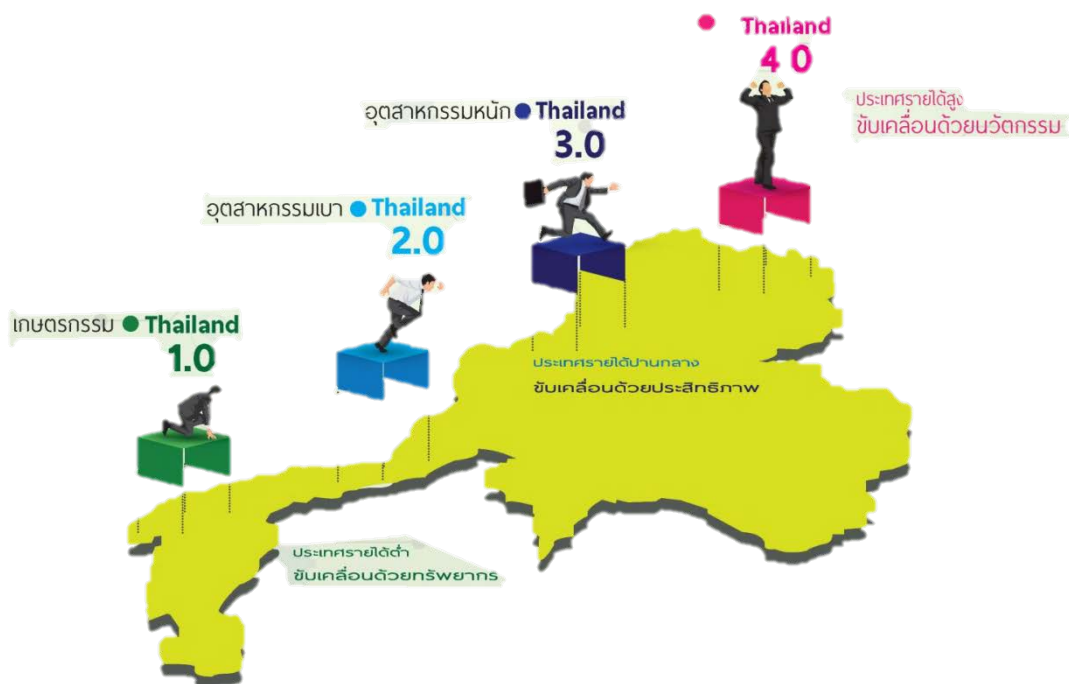 Thailand
4 0
ประเทศรายได้สูง
ขับเคลื่อนด้วยนวัตกรรม
อุตสาหกรรมหนัก Thailand
3.0
อุตสาหกรรมเบา Thailand
2.0
เกษตรกรรม Thailand
1.0
ประเทศรายได้ปานกลาง
ขับเคลื่อนด้วยประสิทธิภาพ
ประเทศรายได้ต่ำ
ขับเคลื่อนด้วยทรัพยากร